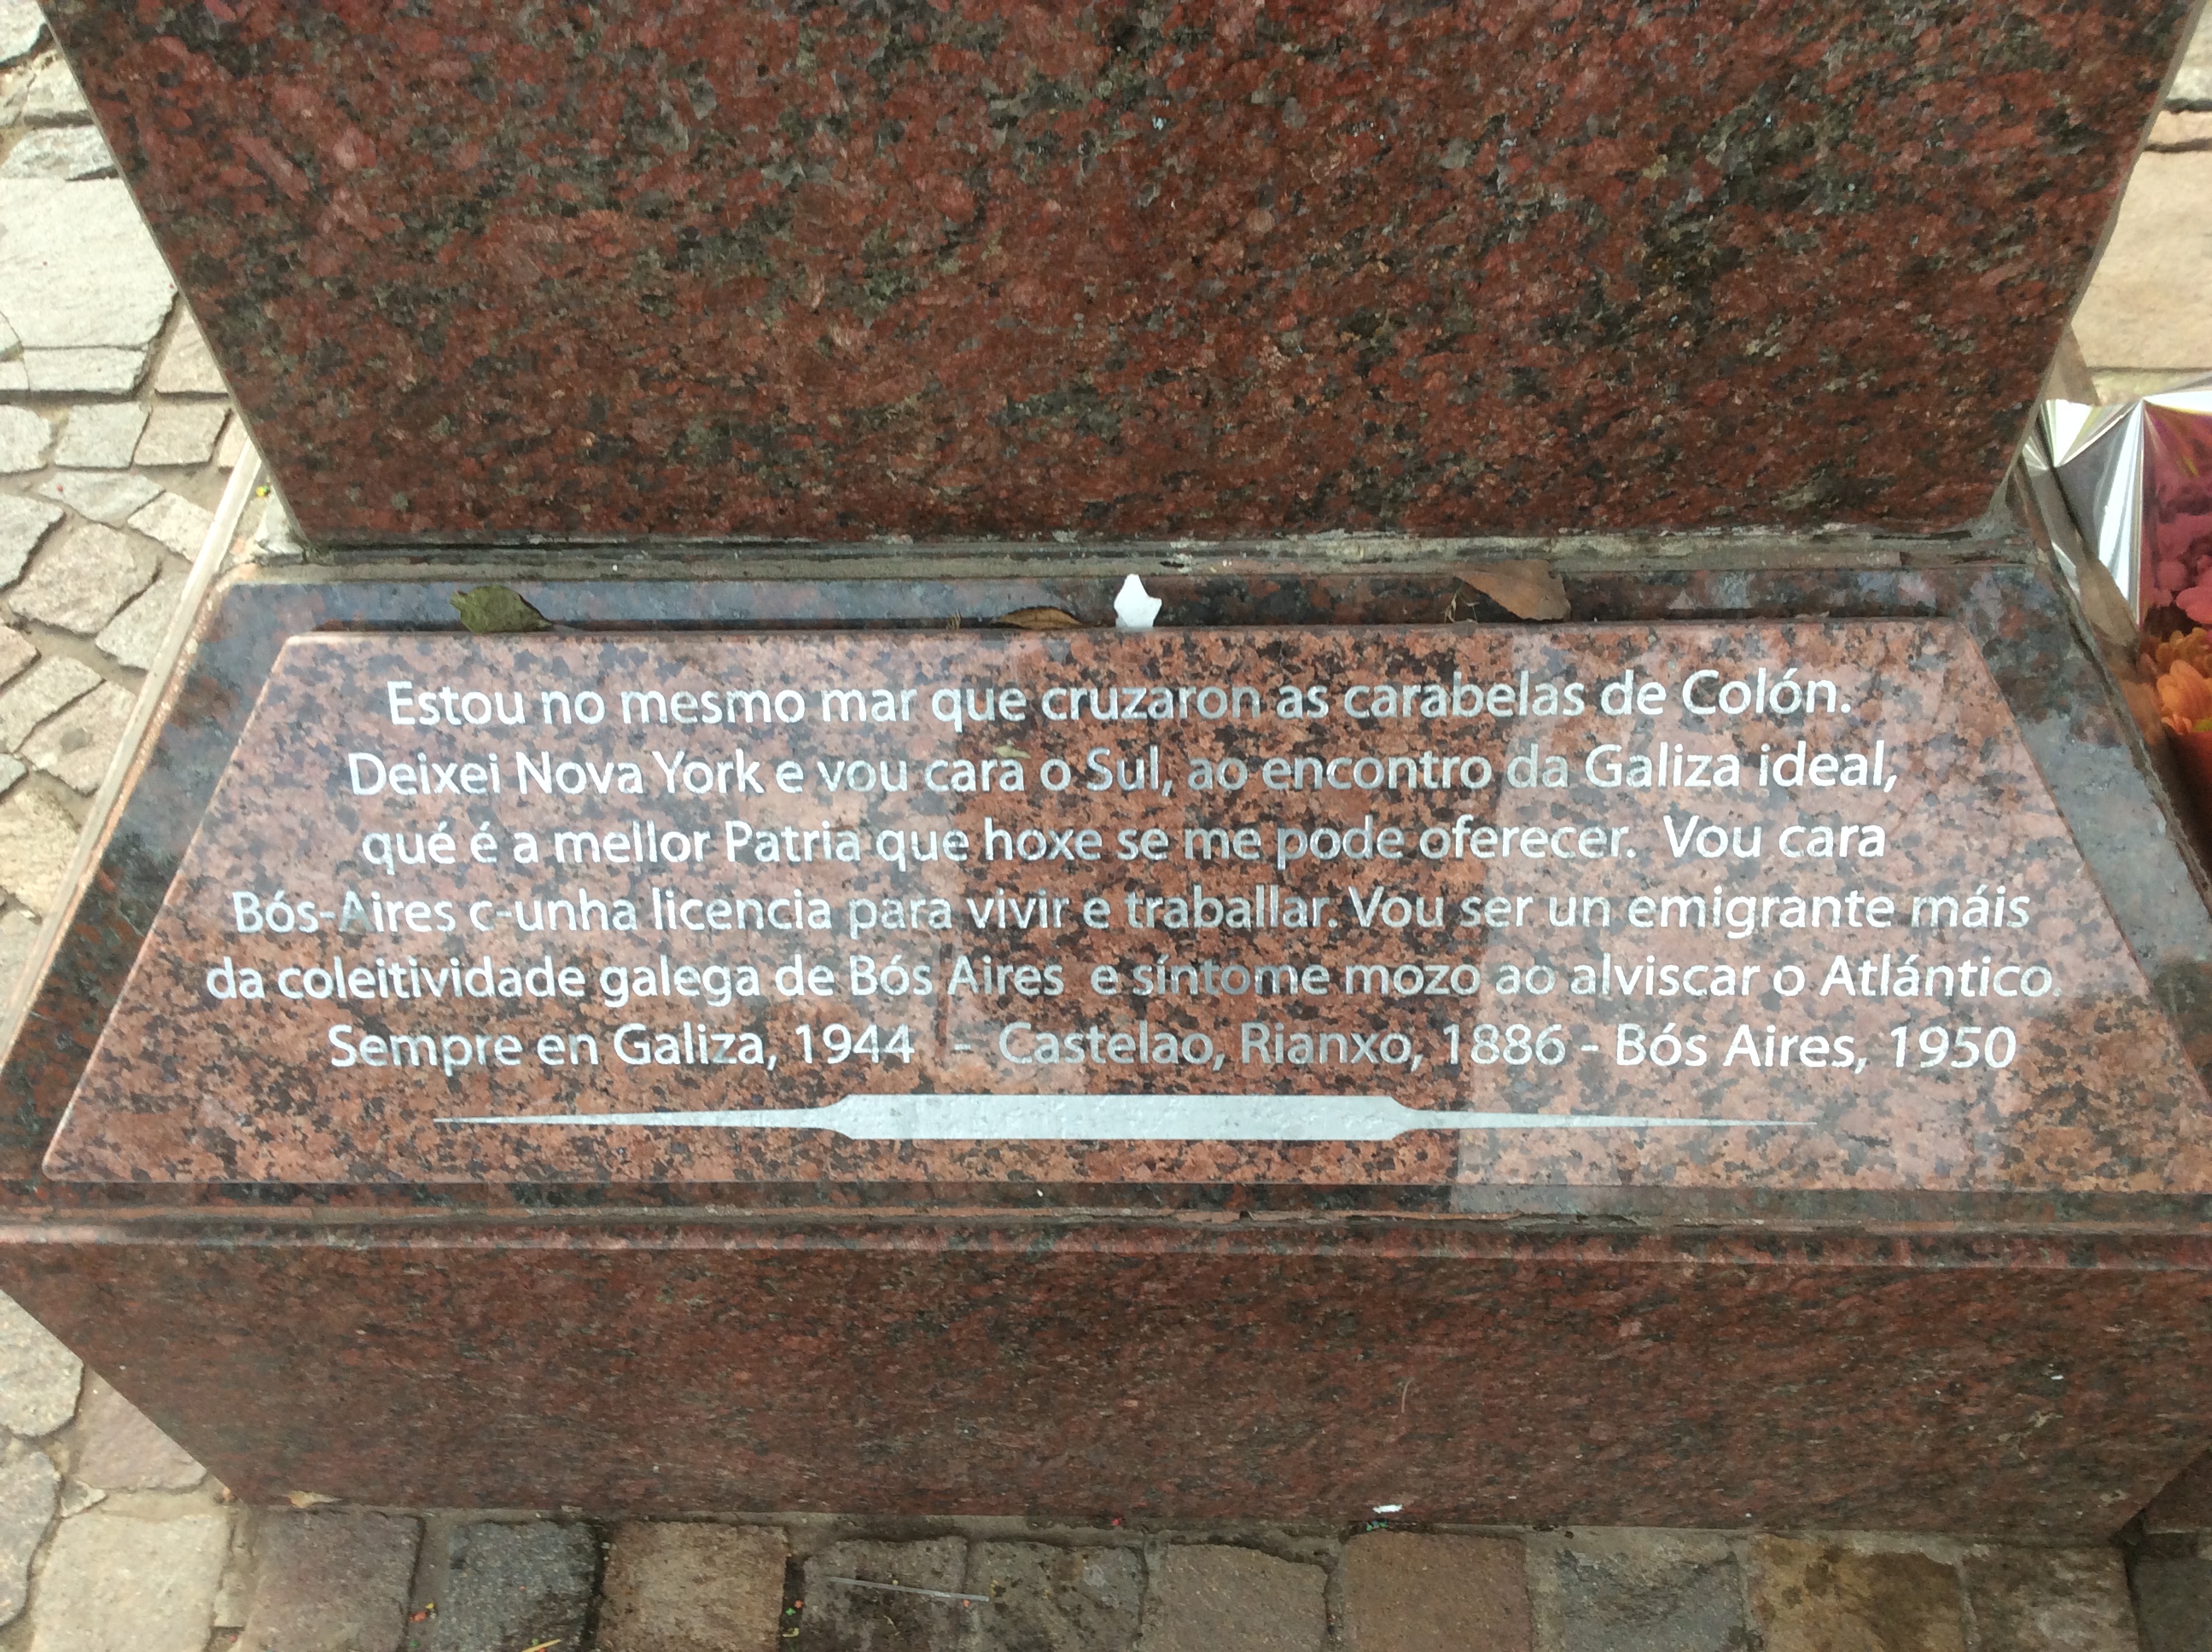 Estou no mesmo mar que cruzaron as carabelas de Colón.
Deixei Nova York e vou cara o Sul, ao encontro da Galiza ideal,
qué é a mellor Patria que hoxe se me pode oferecer. Vou cara
Bós-Aires c-unha licencia para vivir e traballar. Vou ser un emigrante máis
da coleitividade galega de Bós Aires e síntome mozo ao alviscar o Atlántico.
Sempre en Galiza, 1944 - Castelao, Rianxo, 1886 - Bós Aires, 1950